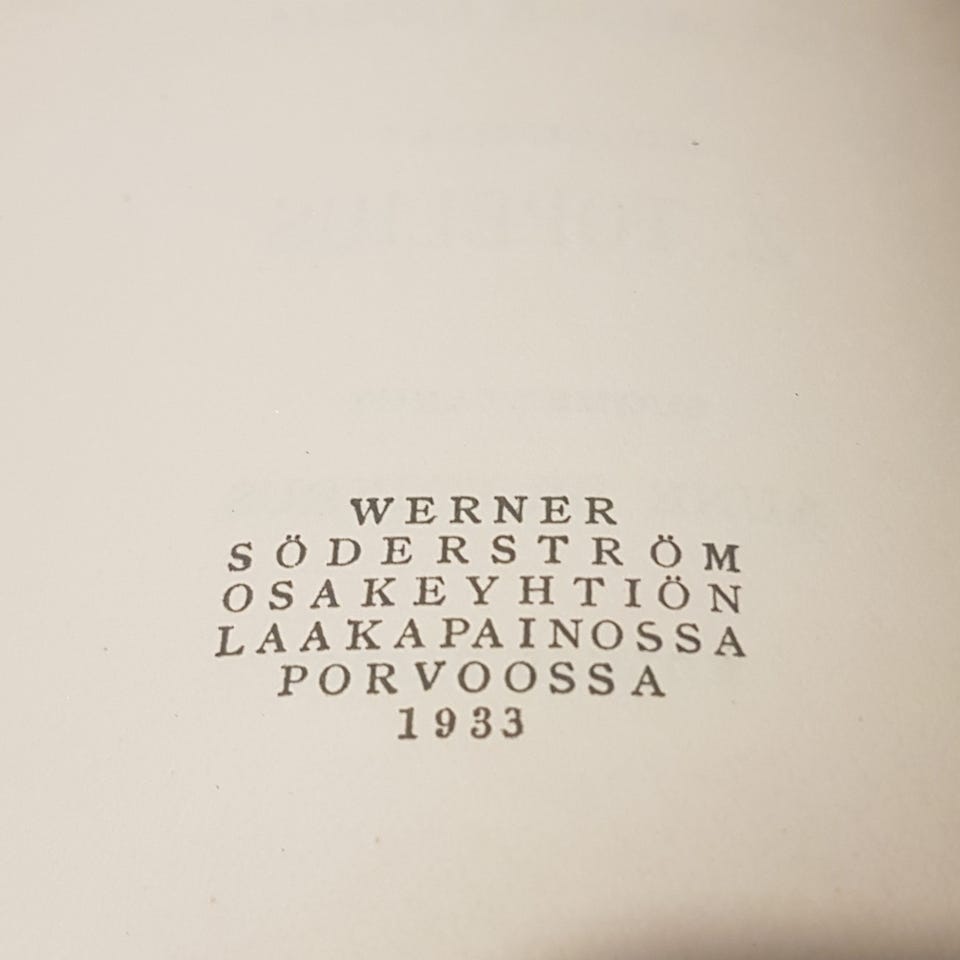 WERNER
SÖDERSTRÖM
OSAKEYHTIÖN
LAAKAPAINOSSA
PORVOOSSA
1933